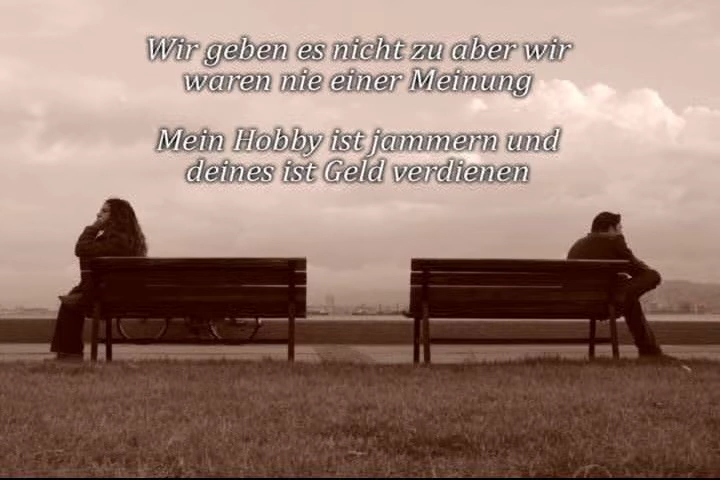 Wir geben es nicht zu aber wir
waren nie einer Meinung
Mein Hobby ist jammern und
deines ist Geld verdienen